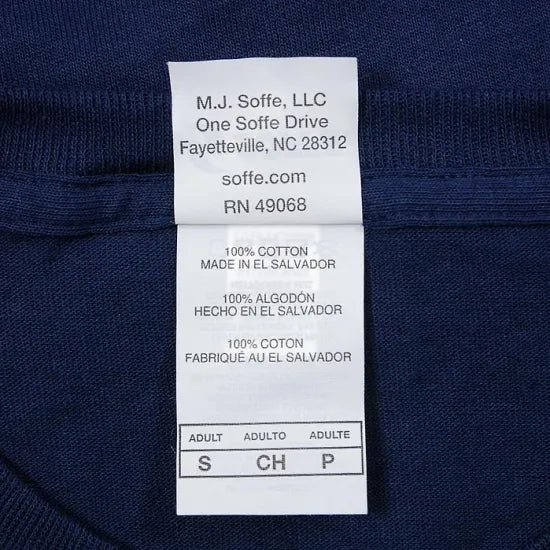 M.J. Soffe, LLC
One Soffe Drive
Fayetteville, NC 28312
soffe.com
RN 49068
100% COTTON
MADE IN EL SALVADOR
100% ALGODÓN
HECHO EN EL SALVADOR
100% COTON
FABRIQUÉ AU EL SALVADOR
ADULT ADULTO ADULTE
S CH P